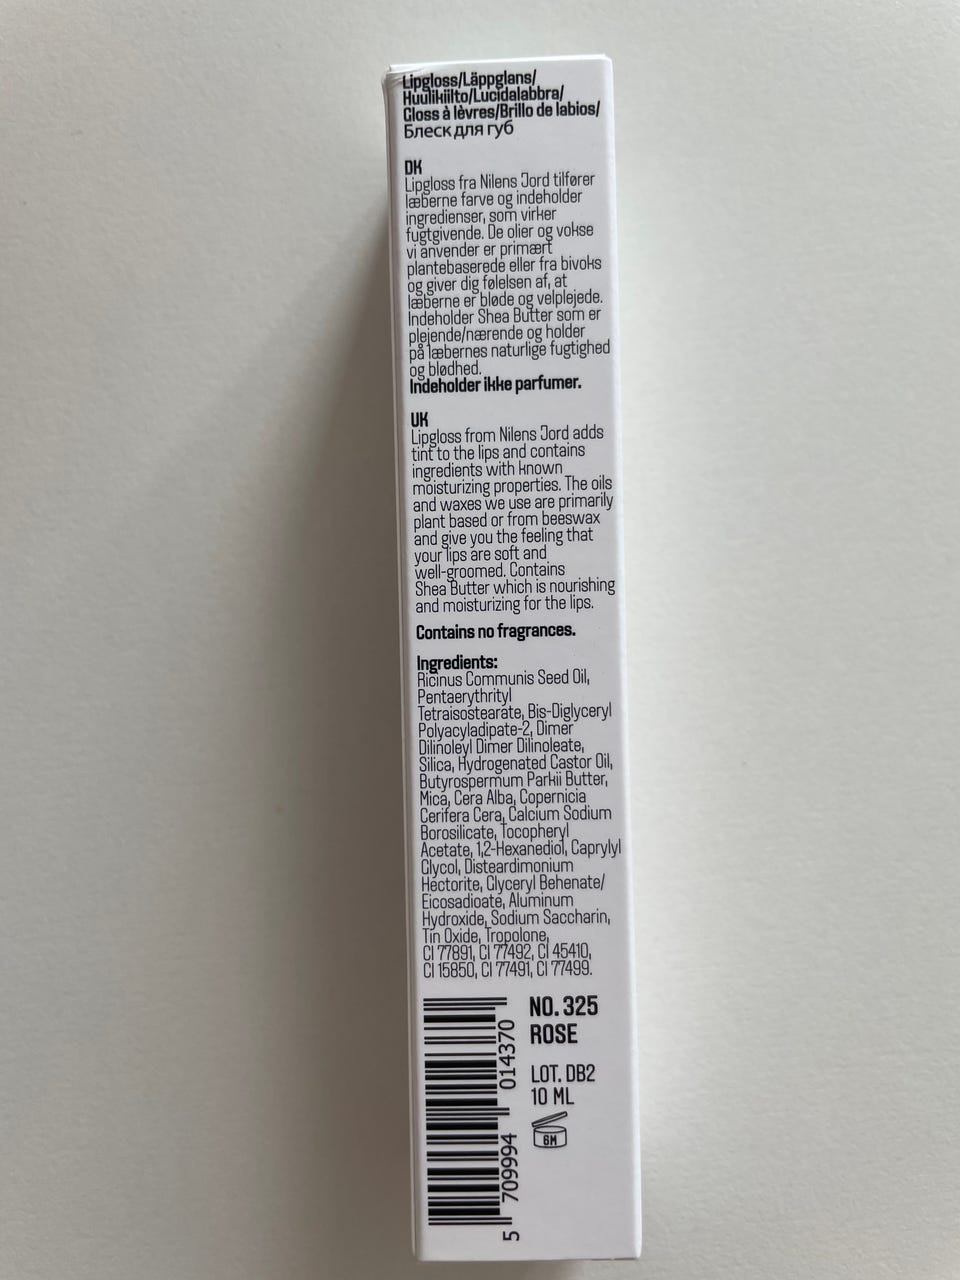 Lipgloss/Läppglans/
Huulikiilto/Lucidalabbra/
Gloss à lèvres/Brillo de labios/
Блеск для губ
DK
Lipgloss fra Nilens Jord tilfører
læberne farve og indeholder
ingredienser, som virker
fugtgivende. De olier og vokse
vi anvender er primært
plantebaserede eller fra bivoks
og giver dig følelsen af, at
læberne er bløde og velplejede.
Indeholder Shea Butter som er
plejende/nærende og holder
på læbernes naturlige fugtighed
og blødhed.
Indeholder ikke parfumer.
UK
Lipgloss from Nilens Jord adds
tint to the lips and contains
ingredients with known
moisturizing properties. The oils
and waxes we use are primarily
plant based or from beeswax
and give you the feeling that
your lips are soft and
well-groomed. Contains
Shea Butter which is nourishing
and moisturizing for the lips.
Contains no fragrances.
Ingredients:
Ricinus Communis Seed Oil,
Pentaerythrityl
Tetraisostearate, Bis-Diglyceryl
Polyacyladipate-2, Dimer
Dilinoleyl Dimer Dilinoleate,
Silica, Hydrogenated Castor Oil,
Butyrospermum Parkii Butter,
Mica, Cera Alba, Copernicia
Cerifera Cera, Calcium Sodium
Borosilicate, Tocopheryl
Acetate, 1,2-Hexanediol, Caprylyl
Glycol, Disteardimonium
Hectorite, Glyceryl Behenate/
Eicosadioate, Aluminum
Hydroxide, Sodium Saccharin,
Tin Oxide, Tropolone,
CI 77891, CI 77492, CI 45410,
CI 15850, CI 77491, CI 77499.
NO. 325
ROSE
LOT. DB2
10 ML
6M
5 709994 014370